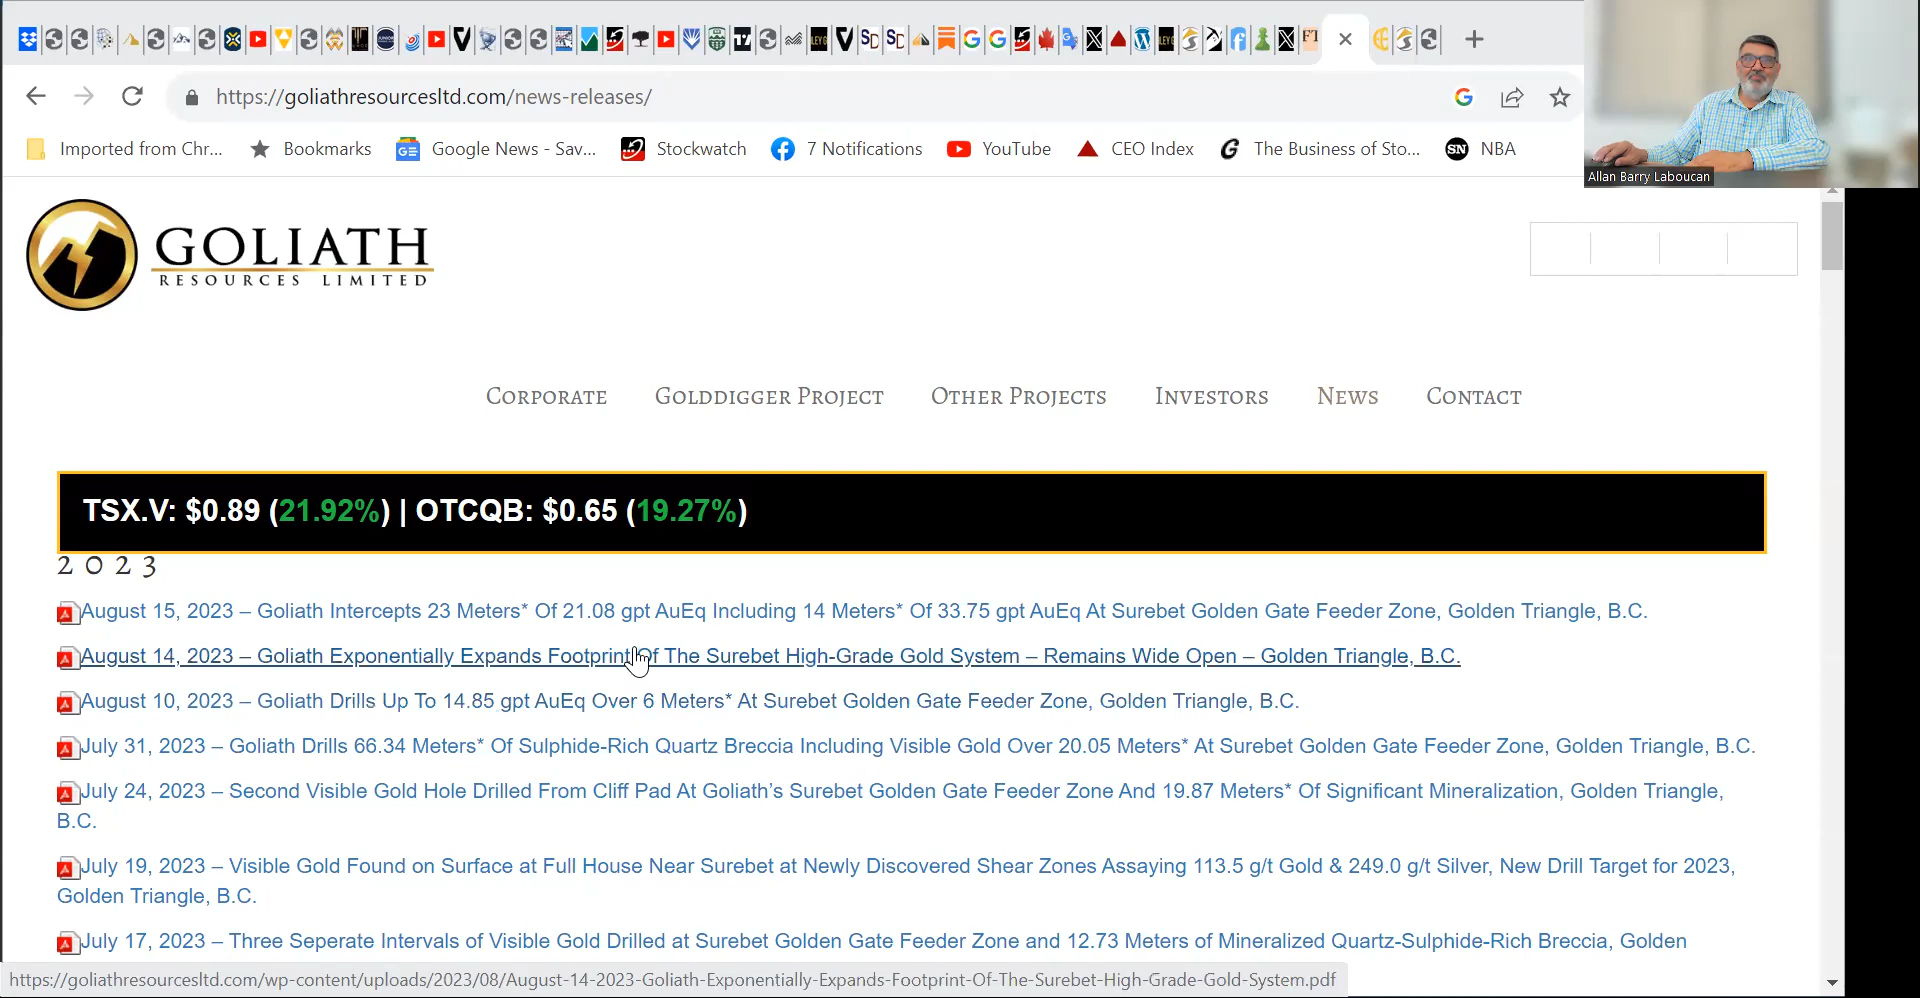 https://goliathresourcesltd.com/news-releases/
Imported from Chr...
Bookmarks
Google News - Sav...
Stockwatch
7 Notifications
YouTube
CEO Index
The Business of Sto...
SN
NBA
Allan Barry Laboucan
GOLIATH
RESOURCES LIMITED
CORPORATE
GOLDDIGGER PROJECT
OTHER PROJECTS
INVESTORS
NEWS
CONTACT
TSX.V: $0.89 (21.92%) | OTCQB: $0.65 (19.27%)
2023
August 15, 2023 – Goliath Intercepts 23 Meters* Of 21.08 gpt AuEq Including 14 Meters* Of 33.75 gpt AuEq At Surebet Golden Gate Feeder Zone, Golden Triangle, B.C.
August 14, 2023 – Goliath Exponentially Expands Footprint Of The Surebet High-Grade Gold System – Remains Wide Open – Golden Triangle, B.C.
August 10, 2023 – Goliath Drills Up To 14.85 gpt AuEq Over 6 Meters* At Surebet Golden Gate Feeder Zone, Golden Triangle, B.C.
July 31, 2023 – Goliath Drills 66.34 Meters* Of Sulphide-Rich Quartz Breccia Including Visible Gold Over 20.05 Meters* At Surebet Golden Gate Feeder Zone, Golden Triangle, B.C.
July 24, 2023 – Second Visible Gold Hole Drilled From Cliff Pad At Goliath’s Surebet Golden Gate Feeder Zone And 19.87 Meters* Of Significant Mineralization, Golden Triangle,
B.C.
July 19, 2023 – Visible Gold Found on Surface at Full House Near Surebet at Newly Discovered Shear Zones Assaying 113.5 g/t Gold & 249.0 g/t Silver, New Drill Target for 2023,
Golden Triangle, B.C.
July 17, 2023 – Three Seperate Intervals of Visible Gold Drilled at Surebet Golden Gate Feeder Zone and 12.73 Meters of Mineralized Quartz-Sulphide-Rich Breccia, Golden
https://goliathresourcesltd.com/wp-content/uploads/2023/08/August-14-2023-Goliath-Exponentially-Expands-Footprint-Of-The-Surebet-High-Grade-Gold-System.pdf